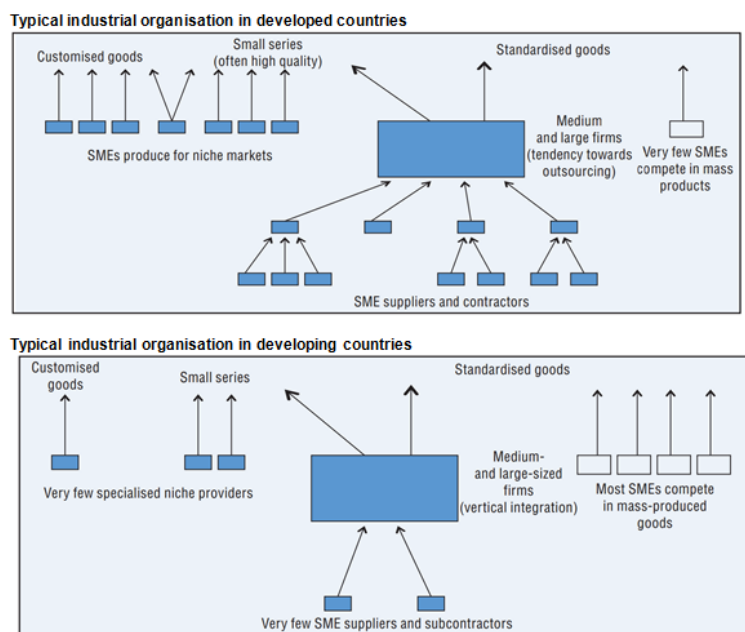 Typical industrial organisation in developed countries
Customised goods
Small series
(often high quality)
Standardised goods
SMEs produce for niche markets
Medium
and large firms
(tendency towards
outsourcing)
Very few SMEs
compete in mass
products
SME suppliers and contractors
Typical industrial organisation in developing countries
Customised
goods
Small series
Standardised goods
Very few specialised niche providers
Medium-
and large-sized
firms
(vertical integration)
Most SMEs compete
in mass-produced
goods
Very few SME suppliers and subcontractors